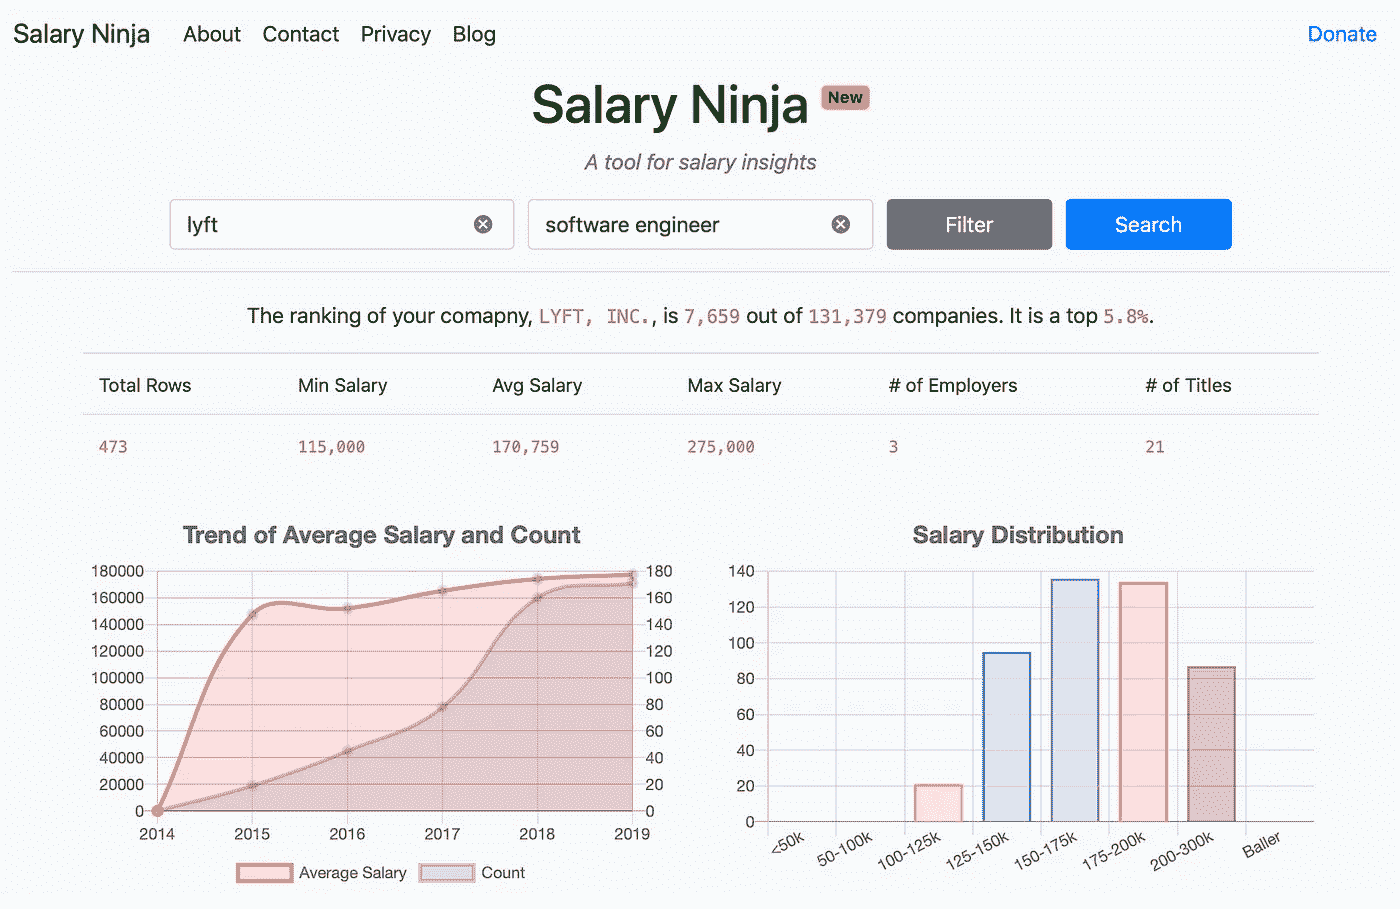 Salary Ninja About Contact Privacy Blog Donate
Salary Ninja New
A tool for salary insights
lyft software engineer Filter Search
The ranking of your comapny, LYFT, INC., is 7,659 out of 131,379 companies. It is a top 5.8%.
Total Rows Min Salary Avg Salary Max Salary # of Employers # of Titles
473 115,000 170,759 275,000 3 21
Trend of Average Salary and Count
180000 180
160000 160
140000 140
120000 120
100000 100
80000 80
60000 60
40000 40
20000 20
0 0
2014 2015 2016 2017 2018 2019
Average Salary Count
Salary Distribution
140
120
100
80
60
40
20
0
<50k 50-100k 100-125k 125-150k 150-175k 175-200k 200-300k Baller